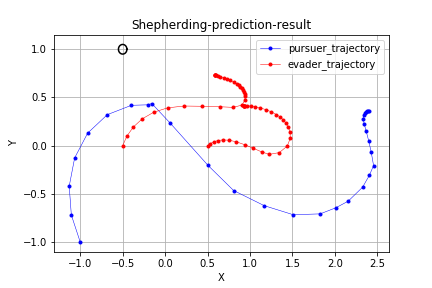 Shepherding-prediction-result
pursuer_trajectory
evader_trajectory
Y
1.0
0.5
0.0
−0.5
−1.0
−1.0 −0.5 0.0 0.5 1.0 1.5 2.0 2.5
X